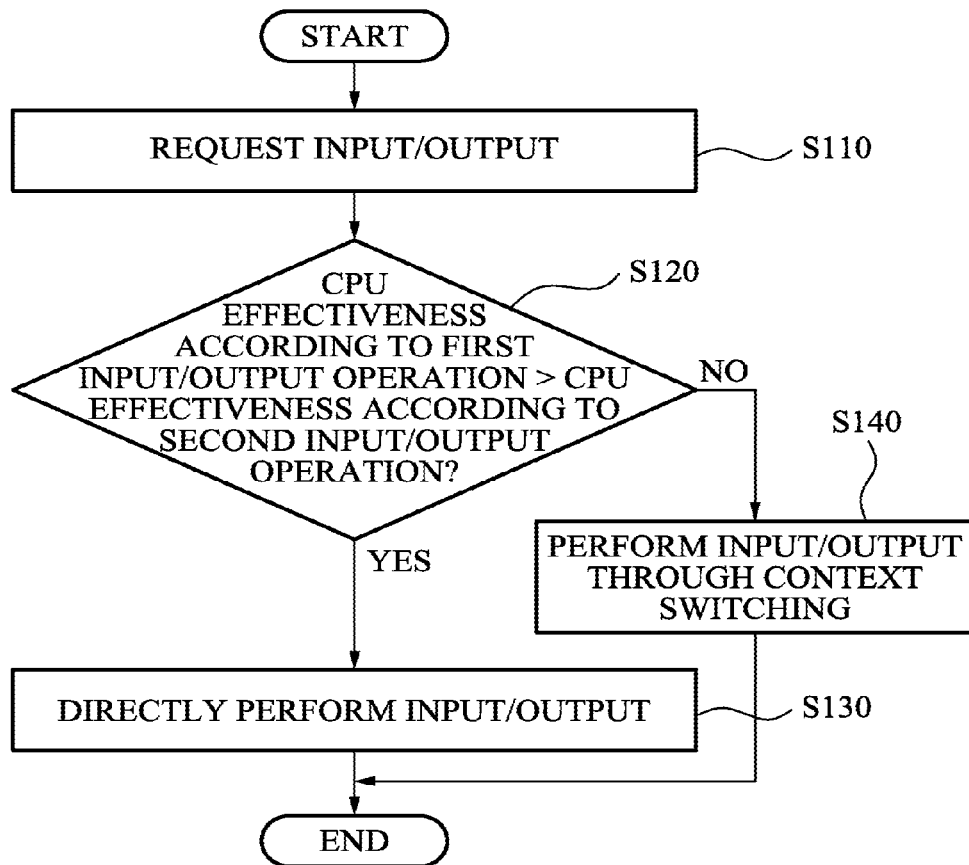 START
REQUEST INPUT/OUTPUT
S110
CPU
EFFECTIVENESS
ACCORDING TO FIRST
INPUT/OUTPUT OPERATION > CPU
EFFECTIVENESS ACCORDING TO
SECOND INPUT/OUTPUT
OPERATION?
S120
NO
YES
S140
PERFORM INPUT/OUTPUT
THROUGH CONTEXT
SWITCHING
DIRECTLY PERFORM INPUT/OUTPUT
S130
END